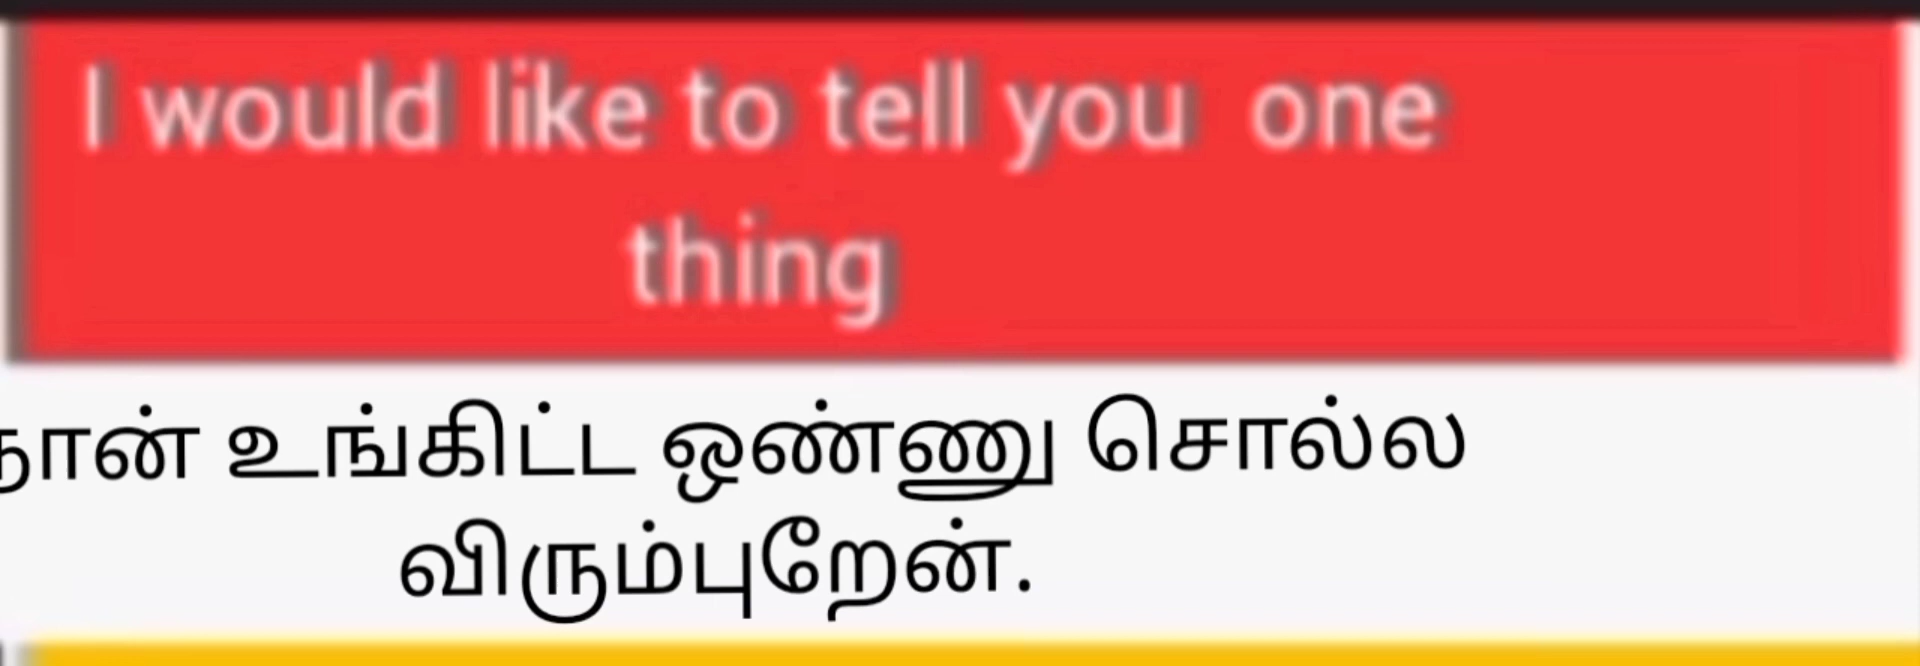 I would like to tell you one
thing
நான் உங்கிட்ட ஒண்ணு சொல்ல
விரும்புறேன்.